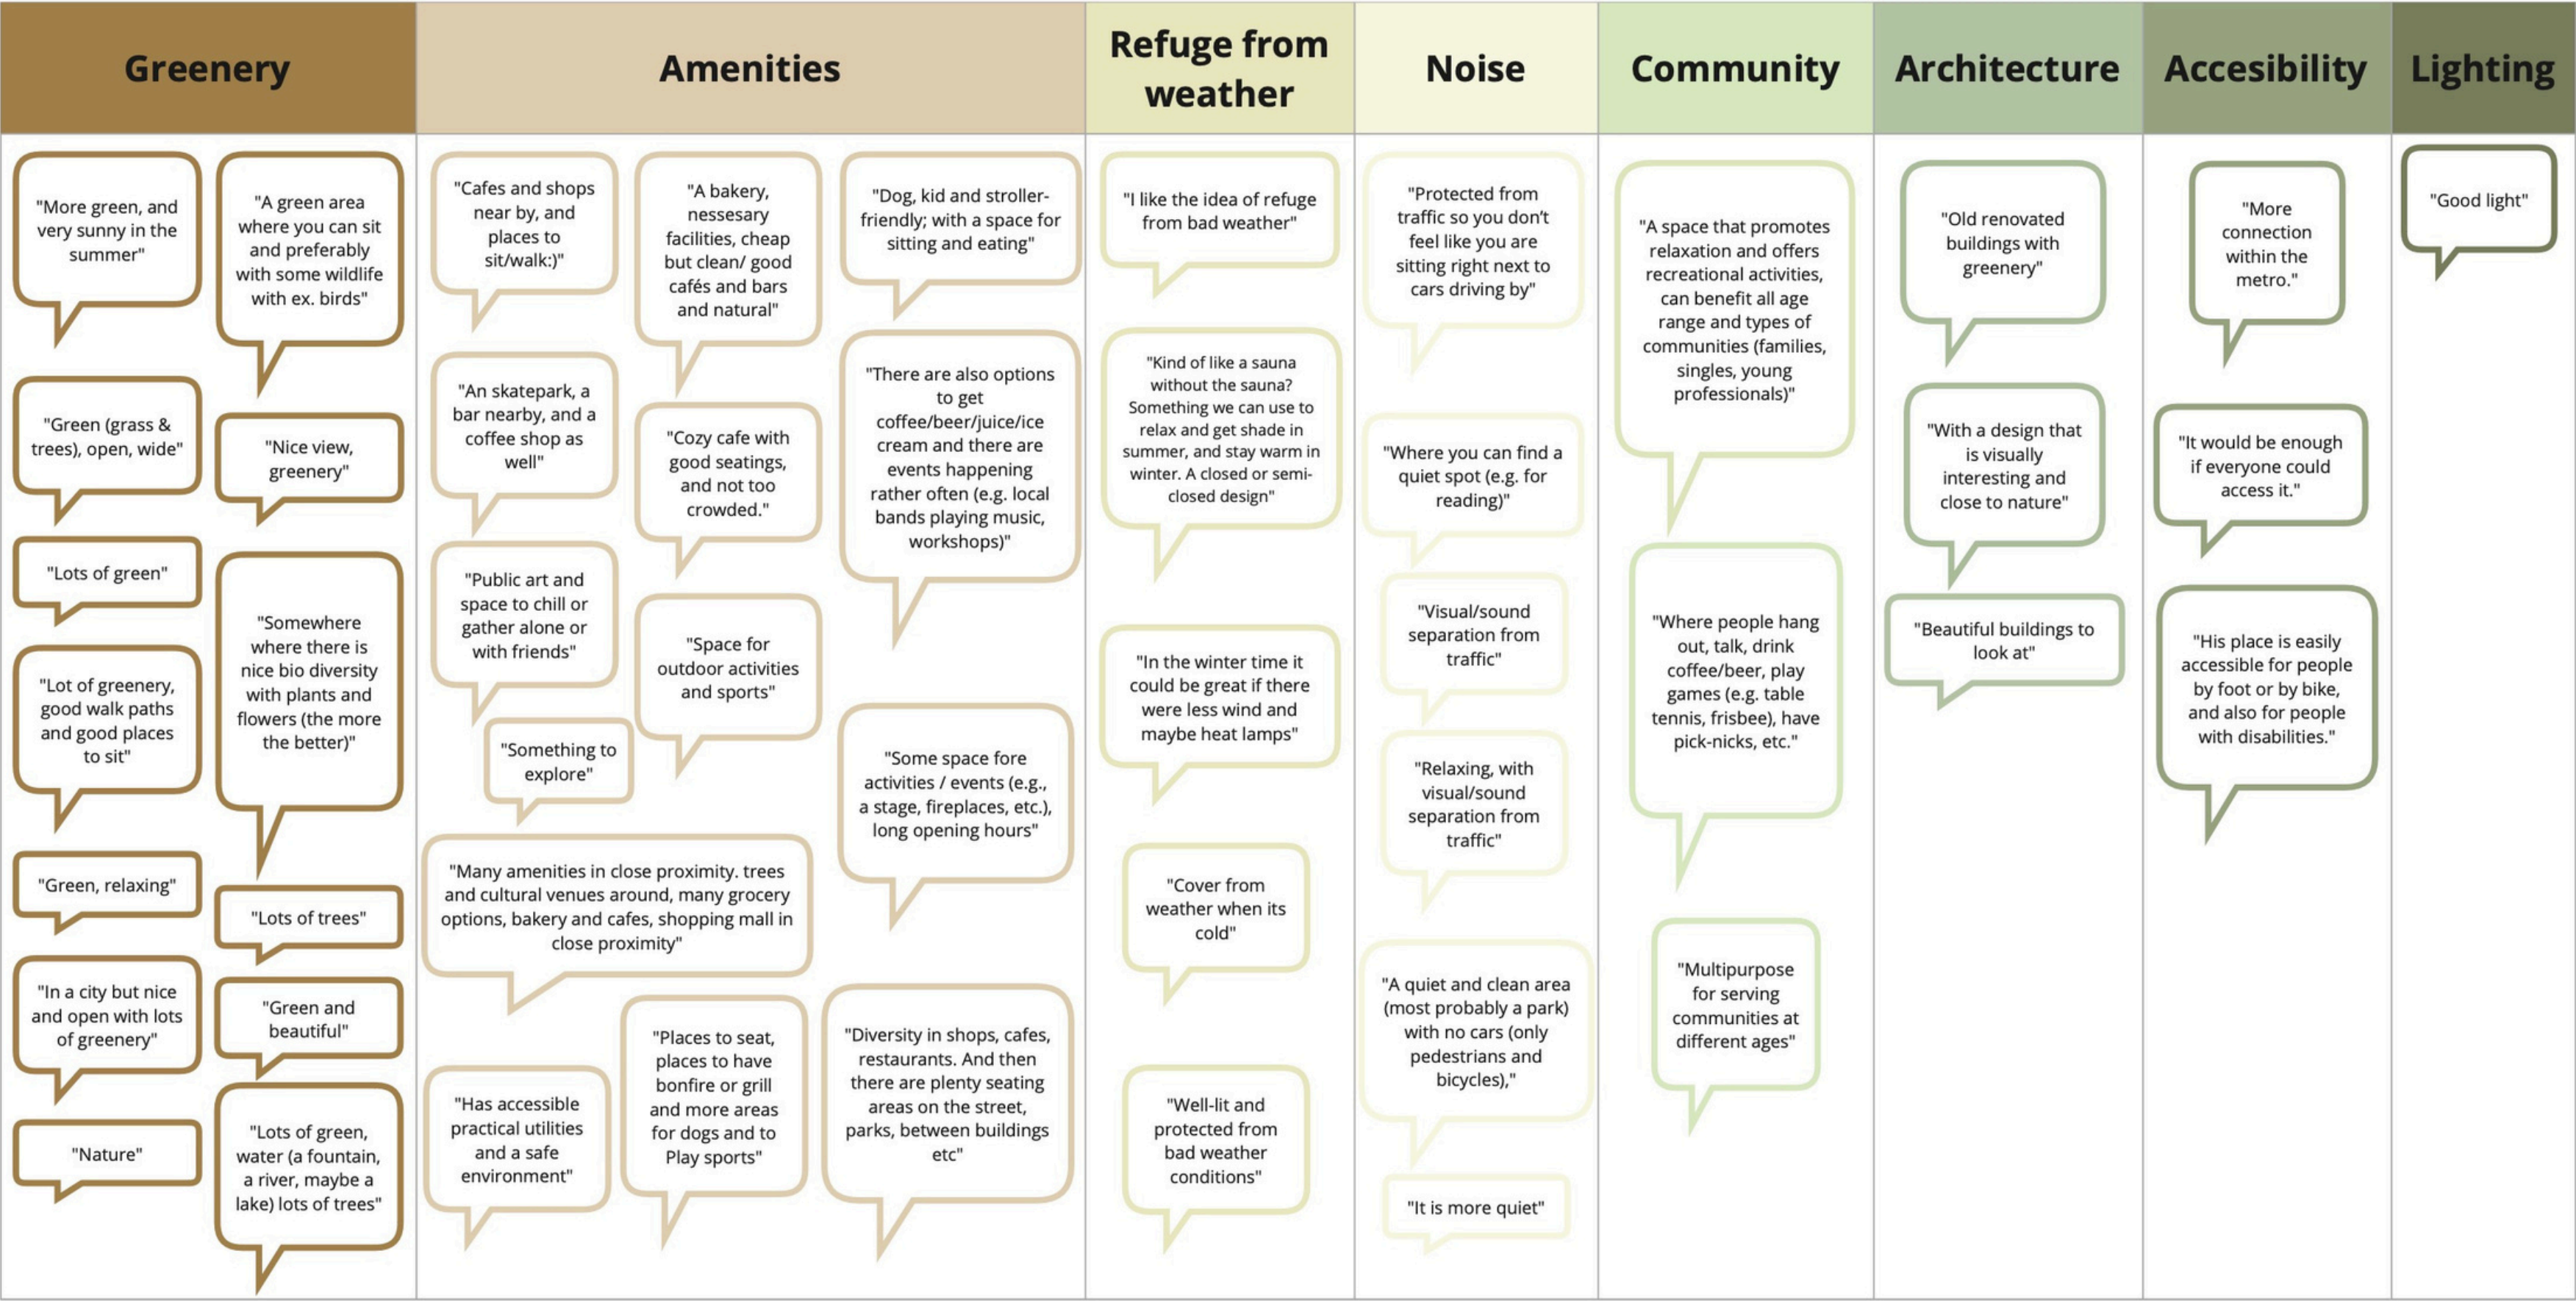 Greenery
"More green, and
very sunny in the
summer"
"Green (grass &
trees), open, wide"
"Lots of green"
"Lot of greenery,
good walk paths
and good places
to sit"
"Green, relaxing"
"In a city but nice
and open with lots
of greenery"
"Nature"
"A green area
where you can sit
and preferably
with some wildlife
with ex. birds"
"Nice view,
greenery"
"Somewhere
where there is
nice bio diversity
with plants and
flowers (the more
the better)"
"Lots of trees"
"Green and
beautiful"
"Lots of green,
water (a fountain,
a river, maybe a
lake) lots of trees"
Amenities
"Cafes and shops
near by, and
places to
sit/walk:)"
"An skatepark, a
bar nearby, and a
coffee shop as
well"
"Public art and
space to chill or
gather alone or
with friends"
"Something to
explore"
"A bakery,
nessesary
facilities, cheap
but clean/ good
cafés and bars
and natural"
"Cozy cafe with
good seatings,
and not too
crowded."
"Space for
outdoor activities
and sports"
"Dog, kid and stroller-
friendly; with a space for
sitting and eating"
"There are also options
to get
coffee/beer/juice/ice
cream and there are
events happening
rather often (e.g. local
bands playing music,
workshops)"
"Some space fore
activities / events (e.g.,
a stage, fireplaces, etc.),
long opening hours"
"Many amenities in close proximity. trees
and cultural venues around, many grocery
options, bakery and cafes, shopping mall in
close proximity"
"Has accessible
practical utilities
and a safe
environment"
"Places to seat,
places to have
bonfire or grill
and more areas
for dogs and to
Play sports"
"Diversity in shops, cafes,
restaurants. And then
there are plenty seating
areas on the street,
parks, between buildings
etc"
Refuge from
weather
"I like the idea of refuge
from bad weather"
"Kind of like a sauna
without the sauna?
Something we can use to
relax and get shade in
summer, and stay warm in
winter. A closed or semi-
closed design"
"In the winter time it
could be great if there
were less wind and
maybe heat lamps"
"Cover from
weather when its
cold"
"Well-lit and
protected from
bad weather
conditions"
Noise
"Protected from
traffic so you don't
feel like you are
sitting right next to
cars driving by"
"Where you can find a
quiet spot (e.g. for
reading)"
"Visual/sound
separation from
traffic"
"Relaxing, with
visual/sound
separation from
traffic"
"A quiet and clean area
(most probably a park)
with no cars (only
pedestrians and
bicycles),"
"It is more quiet"
Community
"A space that promotes
relaxation and offers
recreational activities,
can benefit all age
range and types of
communities (families,
singles, young
professionals)"
"Where people hang
out, talk, drink
coffee/beer, play
games (e.g. table
tennis, frisbee), have
pick-nicks, etc."
"Multipurpose
for serving
communities at
different ages"
Architecture
"Old renovated
buildings with
greenery"
"With a design that
is visually
interesting and
close to nature"
"Beautiful buildings to
look at"
Accesibility
"More
connection
within the
metro."
"It would be enough
if everyone could
access it."
"His place is easily
accessible for people
by foot or by bike,
and also for people
with disabilities."
Lighting
"Good light"